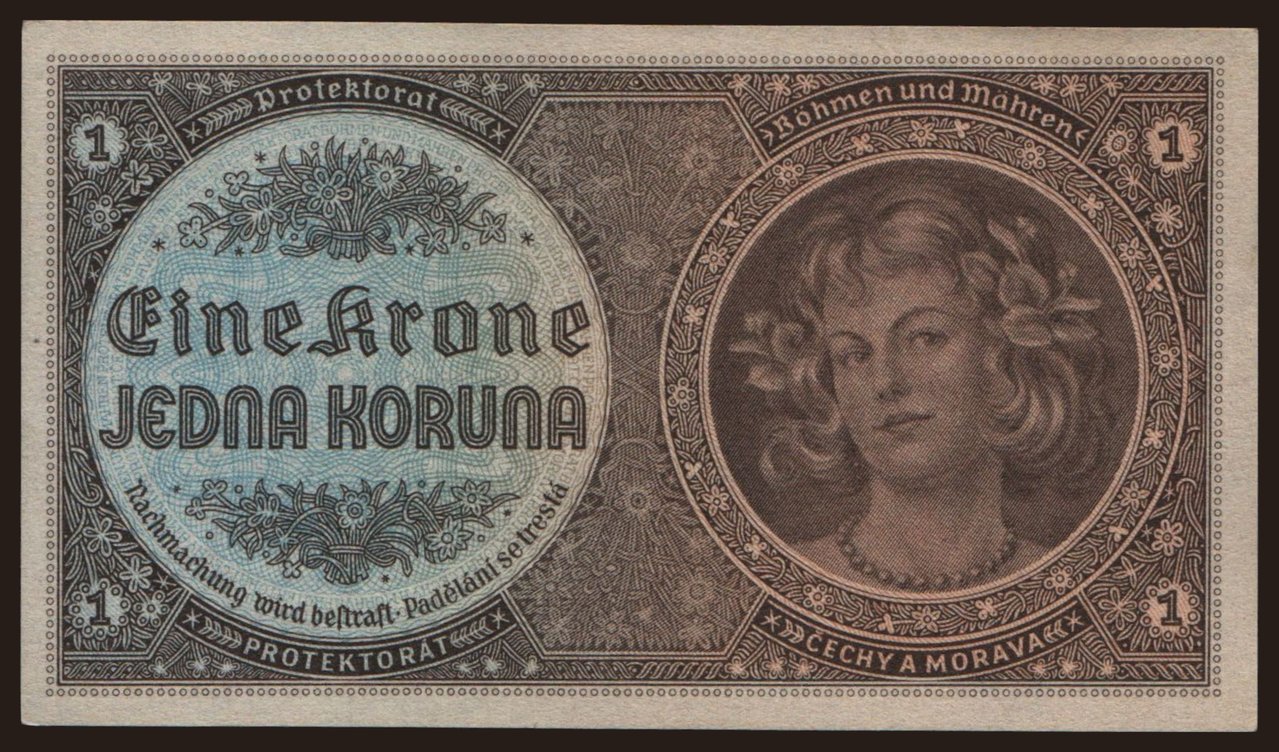 Protektorat
Böhmen und Mähren
1
1
Eine Krone
JEDNA KORUNA
Nachmachung wird bestraft · Padělání se trestá
1
1
PROTEKTORÁT
ČECHY A MORAVA